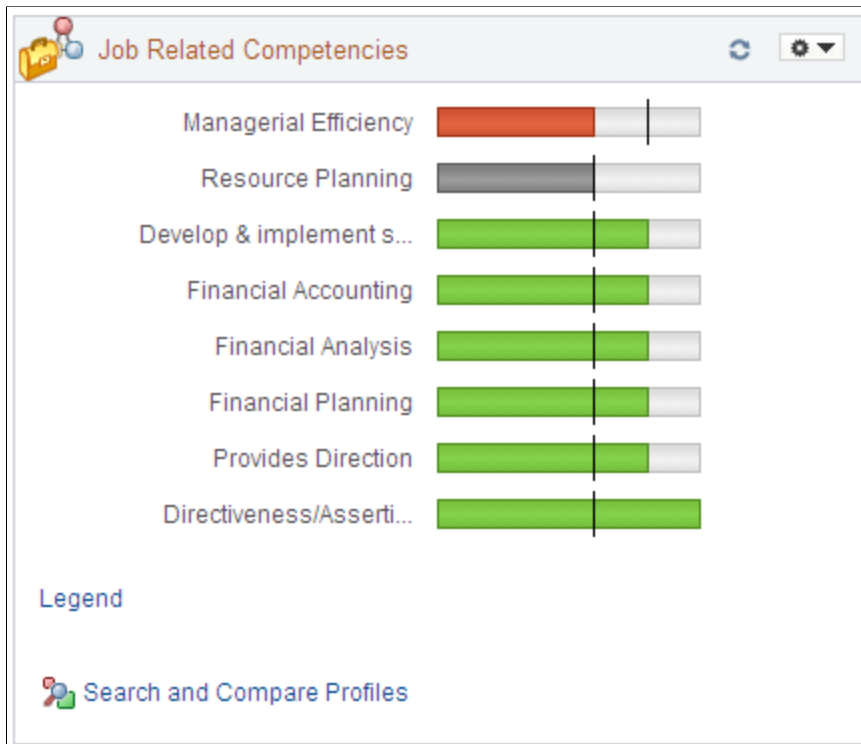 Job Related Competencies
Managerial Efficiency
Resource Planning
Develop & implement s...
Financial Accounting
Financial Analysis
Financial Planning
Provides Direction
Directiveness/Asserti...
Legend
Search and Compare Profiles